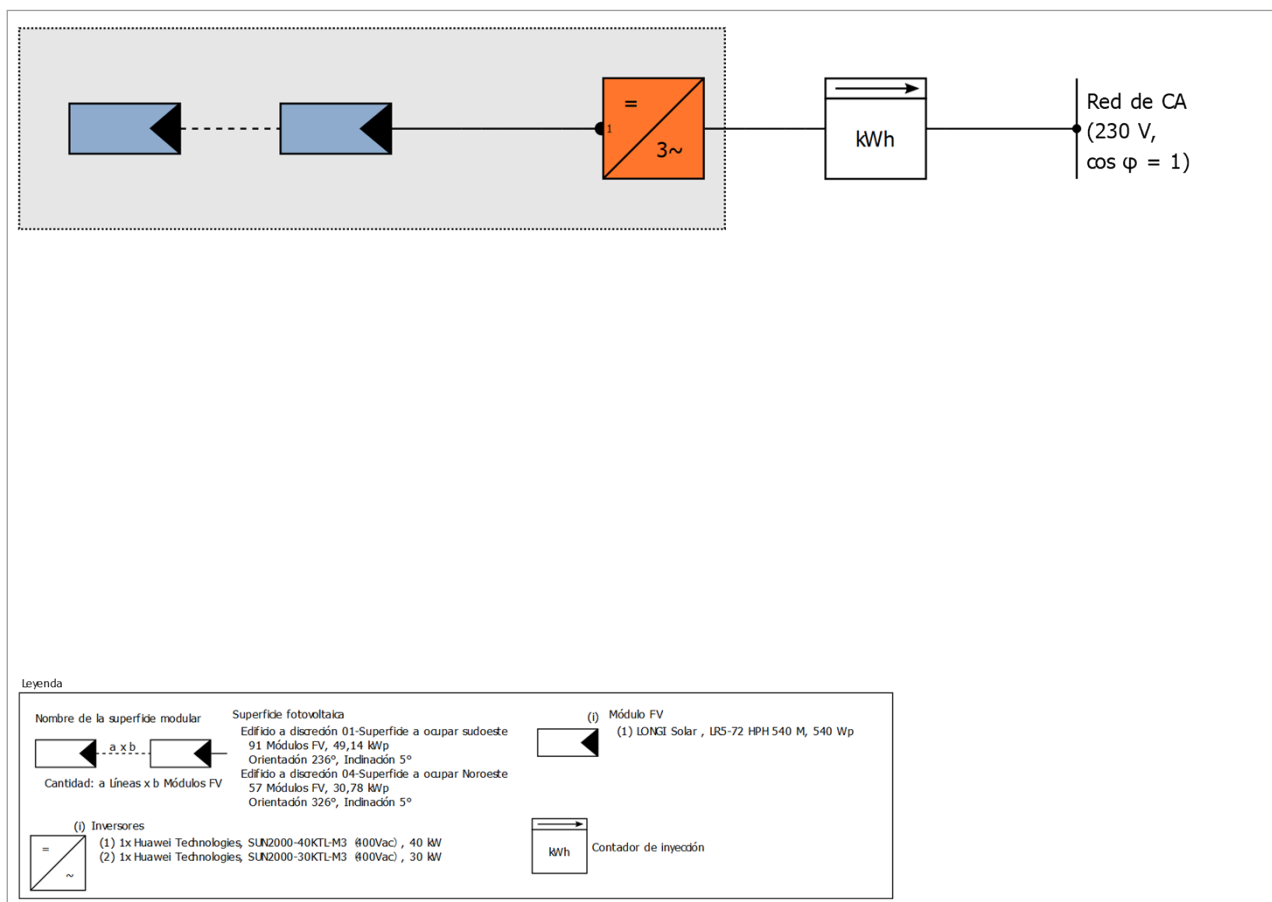 =
1
3~
kWh
Red de CA
(230 V,
cos φ = 1)
Leyenda
Nombre de la superficie modular
a x b
Cantidad: a Líneas x b Módulos FV
Superficie fotovoltaica
Edificio a discreción 01-Superficie a ocupar sudoeste
91 Módulos FV, 49,14 kWp
Orientación 236°, Inclinación 5°
Edificio a discreción 04-Superficie a ocupar Noroeste
57 Módulos FV, 30,78 kWp
Orientación 326°, Inclinación 5°
(i) Módulo FV
(1) LONGI Solar , LR5-72 HPH 540 M, 540 Wp
(i) Inversores
=
~
(1) 1x Huawei Technologies, SUN2000-40KTL-M3 (400Vac) , 40 kW
(2) 1x Huawei Technologies, SUN2000-30KTL-M3 (400Vac) , 30 kW
kWh
Contador de inyección